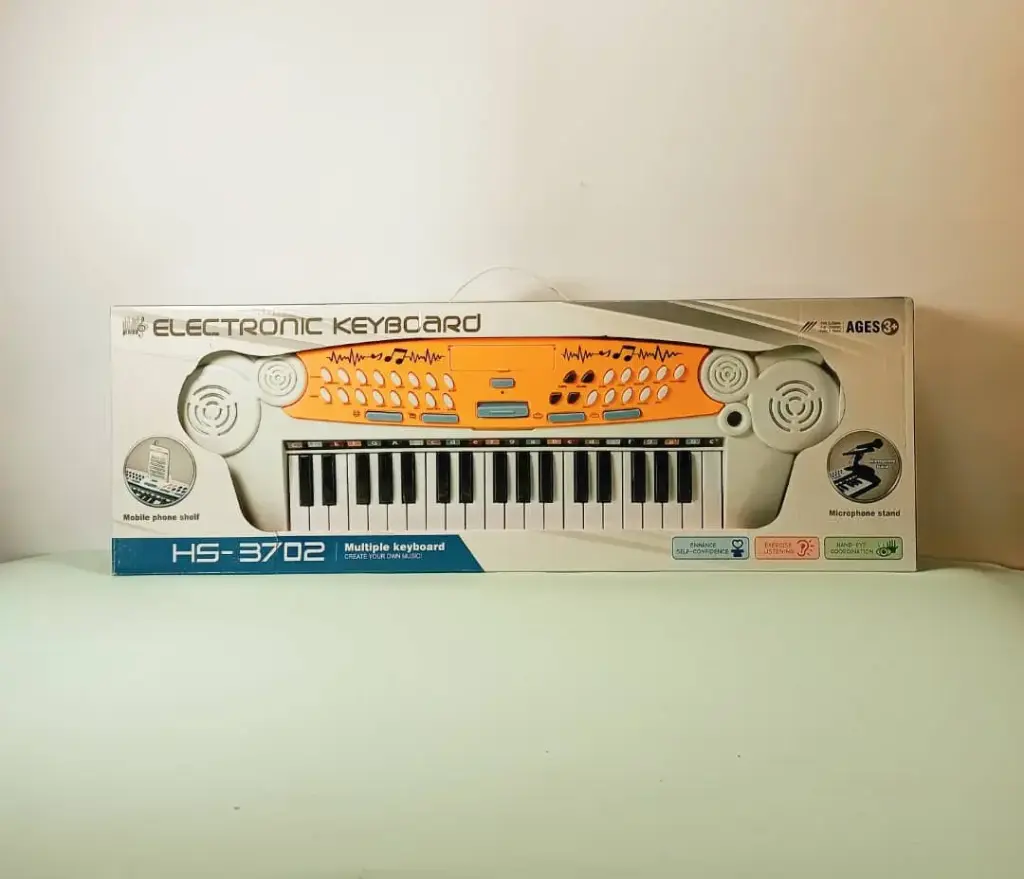 ELECTRONIC KEYBOARD
AGES 3+
Mobile phone shelf
Microphone stand
HS-3702
Multiple keyboard
CREATE YOUR OWN MUSIC!
ENHANCE
SELF-CONFIDENCE
EXERCISE
LISTENING
HAND-EYE
COORDINATION